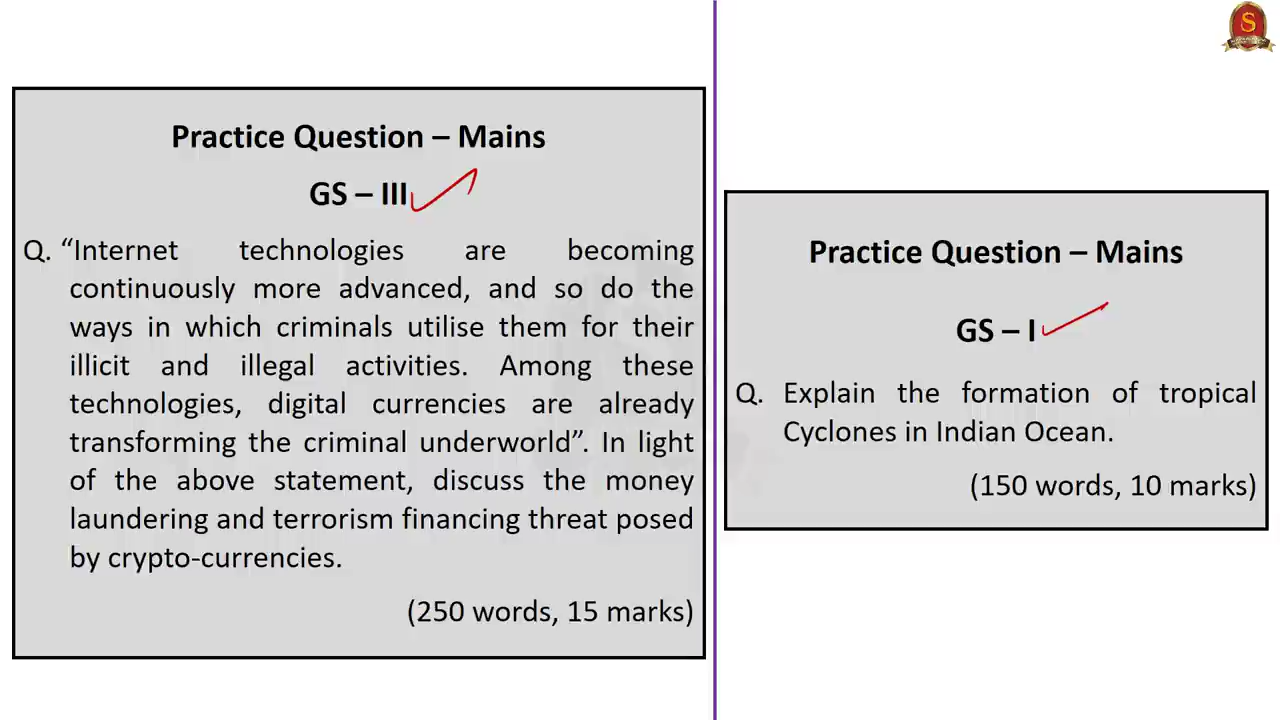 Practice Question – Mains
GS – III
Q. “Internet technologies are becoming
continuously more advanced, and so do the
ways in which criminals utilise them for their
illicit and illegal activities. Among these
technologies, digital currencies are already
transforming the criminal underworld”. In light
of the above statement, discuss the money
laundering and terrorism financing threat posed
by crypto-currencies.
(250 words, 15 marks)
Practice Question – Mains
GS – I
Q. Explain the formation of tropical
Cyclones in Indian Ocean.
(150 words, 10 marks)
S